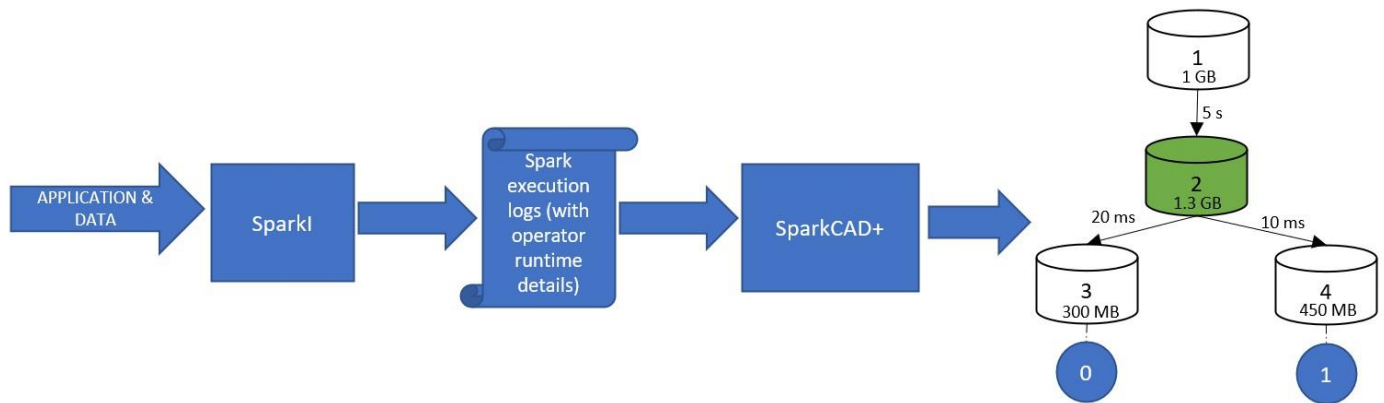 APPLICATION &
DATA
SparkI
Spark
execution
logs (with
operator
runtime
details)
SparkCAD+
1
1 GB
5 s
2
1.3 GB
20 ms
10 ms
3
300 MB
4
450 MB
0
1